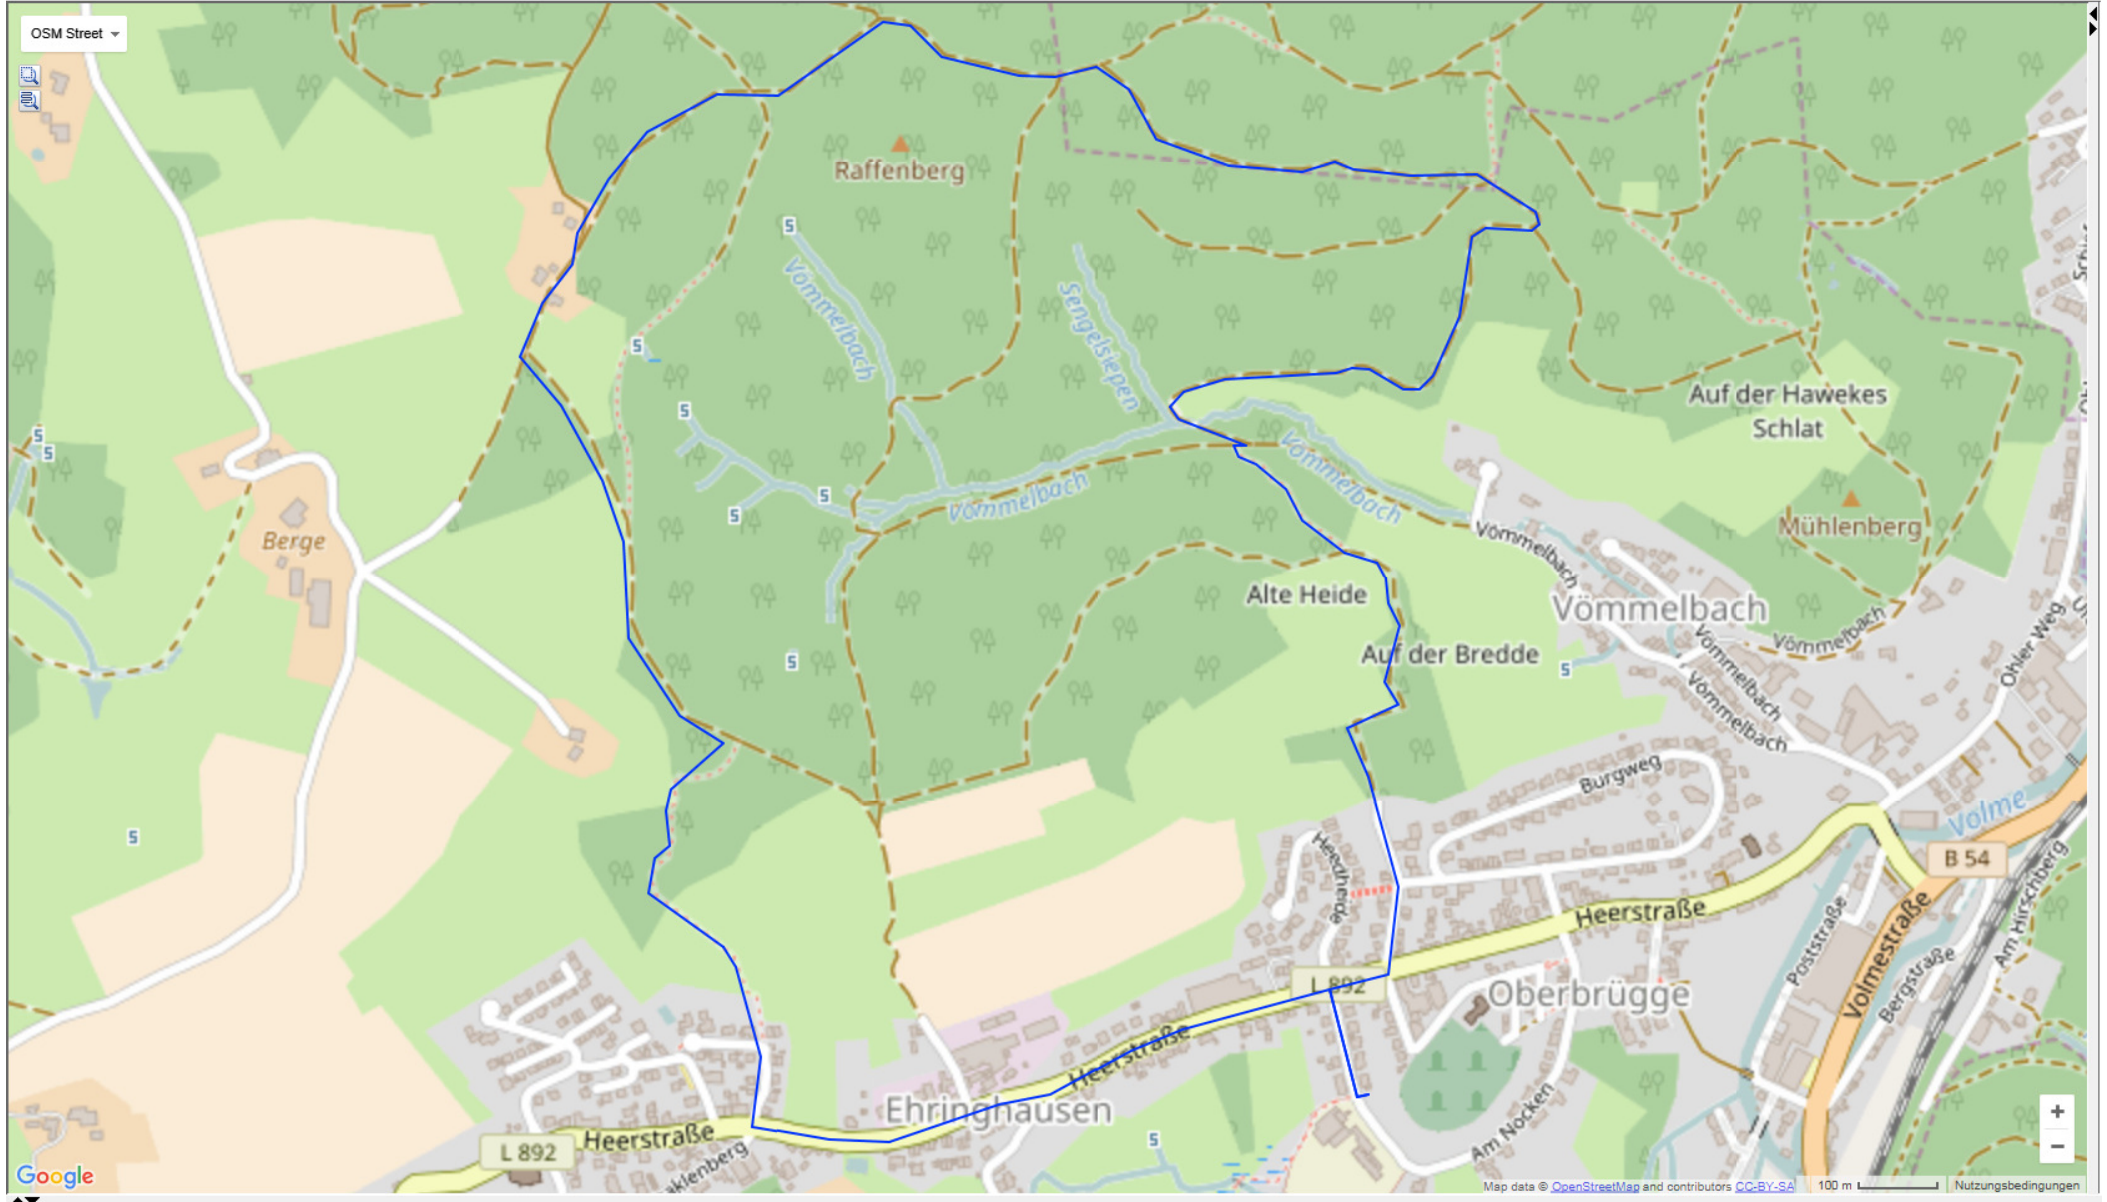 OSM Street
Raffenberg
S
Vömmelbach
Sengelsiepen
S
S
Auf der Hawekes
Schlat
S
S
Vömmelbach
S
S
Vömmelbach
Mühlenberg
Berge
Vömmelbach
Alte Heide
Vömmelbach
Vömmelbach
Ohler Weg
Auf der Bredde
S
S
Vömmelbach
Vömmelbach
Burgweg
Volme
S
Heedheide
B 54
Am Hirschberg
Heerstraße
Poststraße
Volmestraße
Bergstraße
L 892
Oberbrügge
Heerstraße
Ehringhausen
Am Nocken
S
Heerstraße
L 892
aklenberg
Google
+
−
Map data © OpenStreetMap and contributors CC-BY-SA
100 m
Nutzungsbedingungen